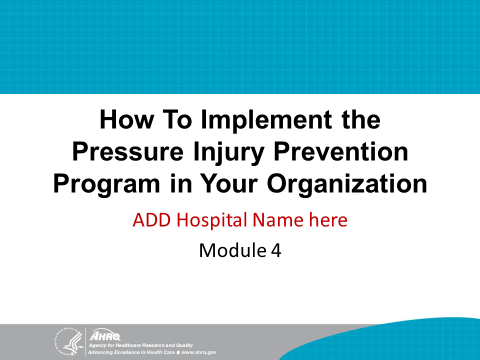 How To Implement the
Pressure Injury Prevention
Program in Your Organization
ADD Hospital Name here
Module 4
AHRQ
Agency for Healthcare Research and Quality
Advancing Excellence in Health Care ■ www.ahrq.gov